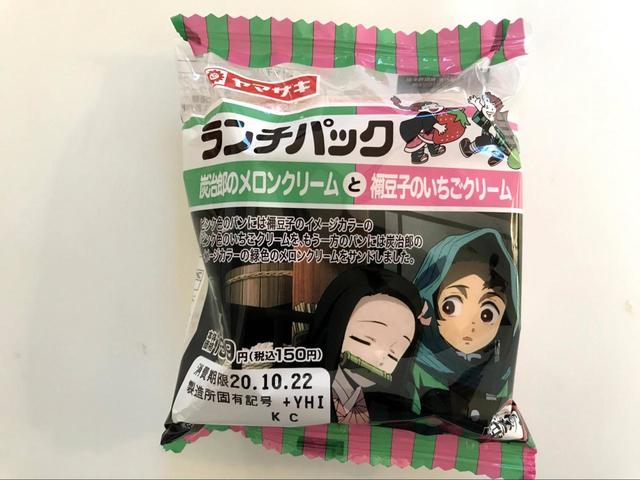 ヤマザキ
ランチパック
炭治郎のメロンクリームと禰豆子のいちごクリーム
ピンク色のパンには禰豆子のイメージカラーの
ピンク色のいちごクリームを、もう一方のパンには炭治郎の
イメージカラーの緑色のメロンクリームをサンドしました。
円(税込150円)
消費期限20.10.22
製造所固有記号 +YHI
KC